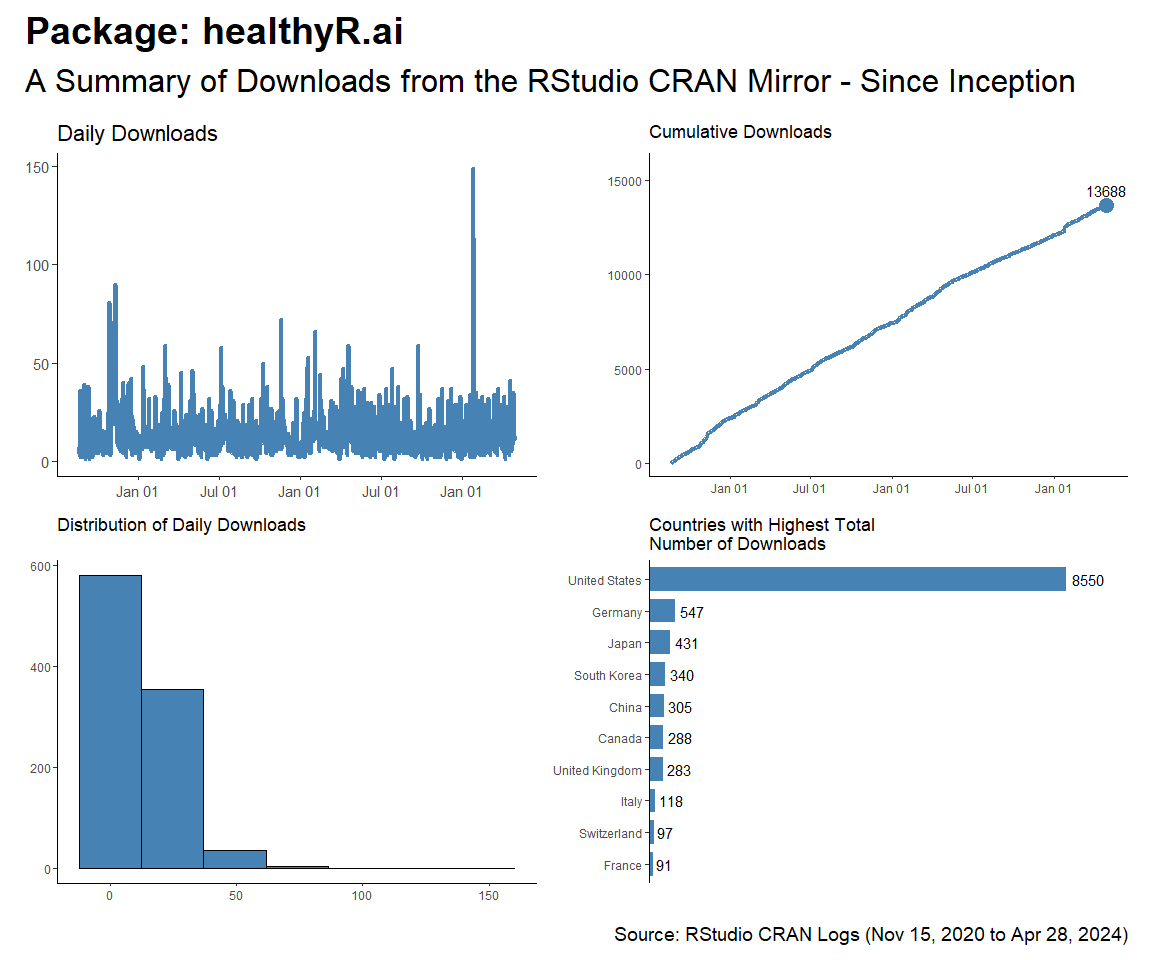 Package: healthyR.ai
A Summary of Downloads from the RStudio CRAN Mirror - Since Inception
Daily Downloads
150
100
50
0
Jan 01 Jul 01 Jan 01 Jul 01 Jan 01
Cumulative Downloads
15000
10000
5000
0
13688
Jan 01 Jul 01 Jan 01 Jul 01 Jan 01
Distribution of Daily Downloads
600
400
200
0
0 50 100 150
Countries with Highest Total
Number of Downloads
United States 8550
Germany 547
Japan 431
South Korea 340
China 305
Canada 288
United Kingdom 283
Italy 118
Switzerland 97
France 91
Source: RStudio CRAN Logs (Nov 15, 2020 to Apr 28, 2024)